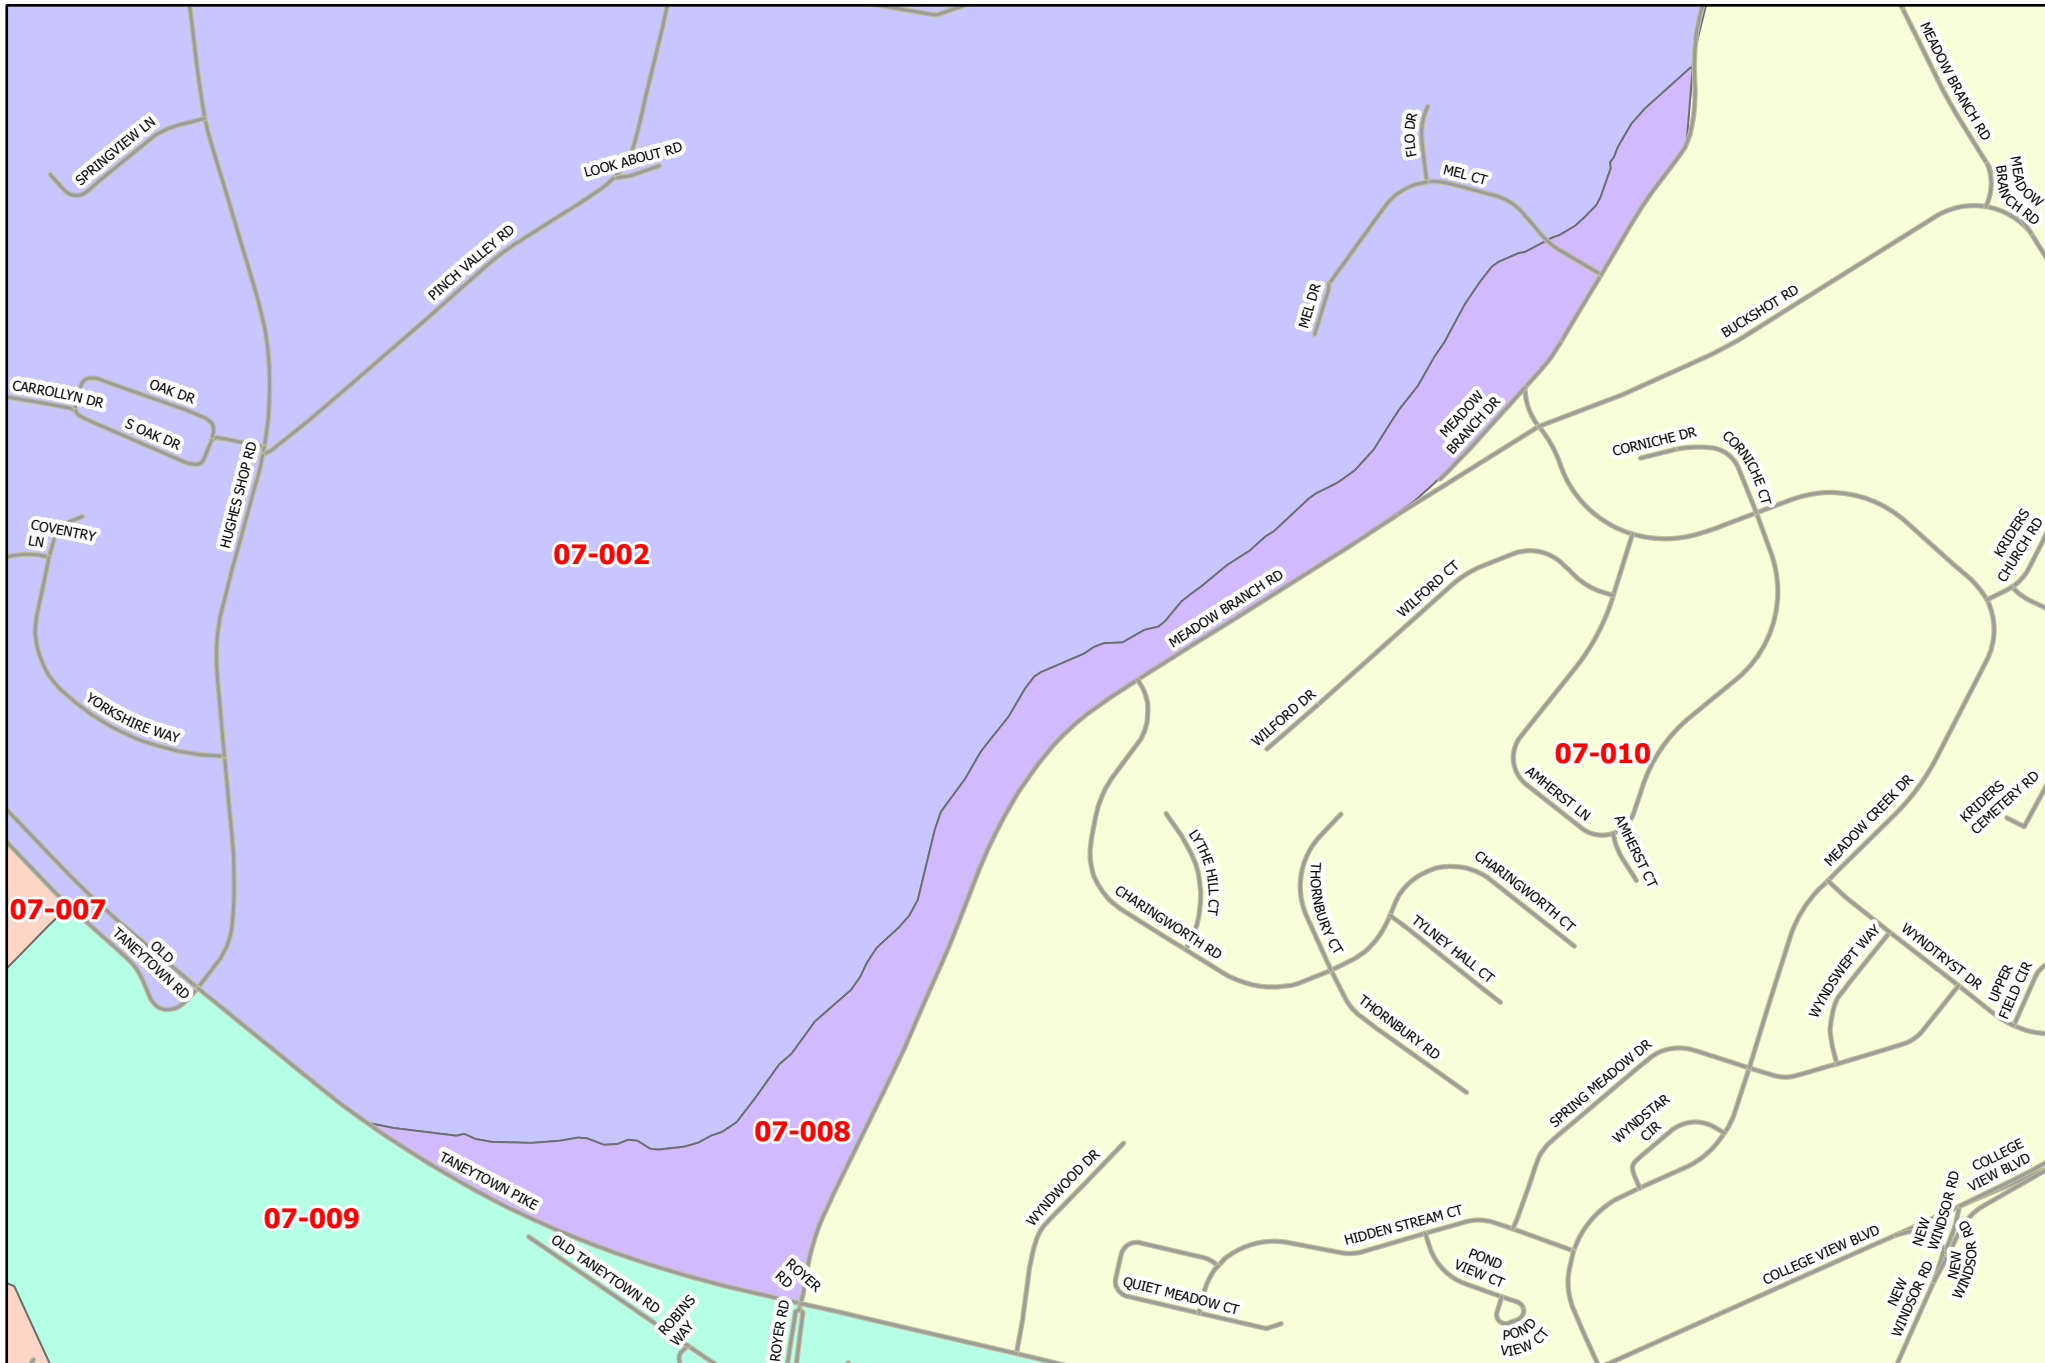 MEADOW BRANCH RD
SPRINGVIEW LN
FLO DR
LOOK ABOUT RD
MEL CT
MEADOW
BRANCH RD
PINCH VALLEY RD
MEL DR
BUCKSHOT RD
CARROLLYN DR
OAK DR
S OAK DR
MEADOW
BRANCH DR
CORNICHE DR
CORNICHE CT
HUGHES SHOP RD
COVENTRY
LN
07-002
KRIDERS
CHURCH RD
MEADOW BRANCH RD
WILFORD CT
YORKSHIRE WAY
WILFORD DR
07-010
AMHERST LN
AMHERST CT
MEADOW CREEK DR
KRIDERS
CEMETERY RD
LYTHE HILL CT
THORNBURY CT
CHARINGWORTH CT
CHARINGWORTH RD
TYLNEY HALL CT
07-007
OLD
TANEYTOWN RD
WYNDSWEPT WAY
WYNDTRYST DR
UPPER
FIELD CIR
THORNBURY RD
SPRING MEADOW DR
WYNDSTAR
CIR
07-008
TANEYTOWN PIKE
07-009
WYNDWOOD DR
COLLEGE
VIEW BLVD
HIDDEN STREAM CT
NEW
WINDSOR RD
NEW
WINDSOR RD
COLLEGE VIEW BLVD
OLD TANEYTOWN RD
ROYER
RD
POND
VIEW CT
QUIET MEADOW CT
NEW
WINDSOR RD
ROBINS
WAY
ROYER RD
POND
VIEW CT